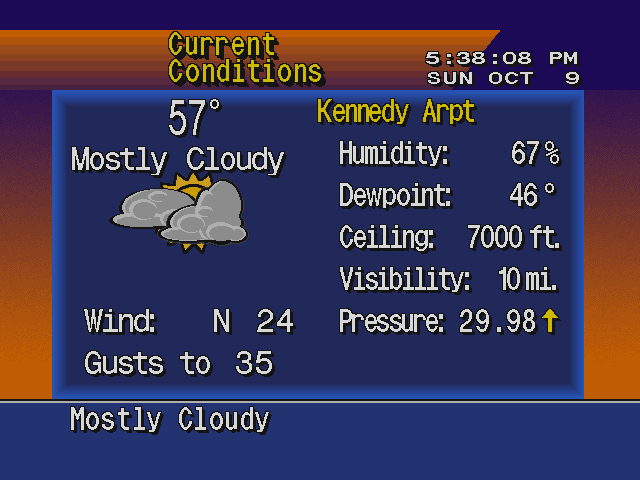 Current
Conditions
5:38:08 PM
SUN OCT 9
57°
Mostly Cloudy
Wind: N 24
Gusts to 35
Kennedy Arpt
Humidity: 67%
Dewpoint: 46°
Ceiling: 7000 ft.
Visibility: 10 mi.
Pressure: 29.98↑
Mostly Cloudy